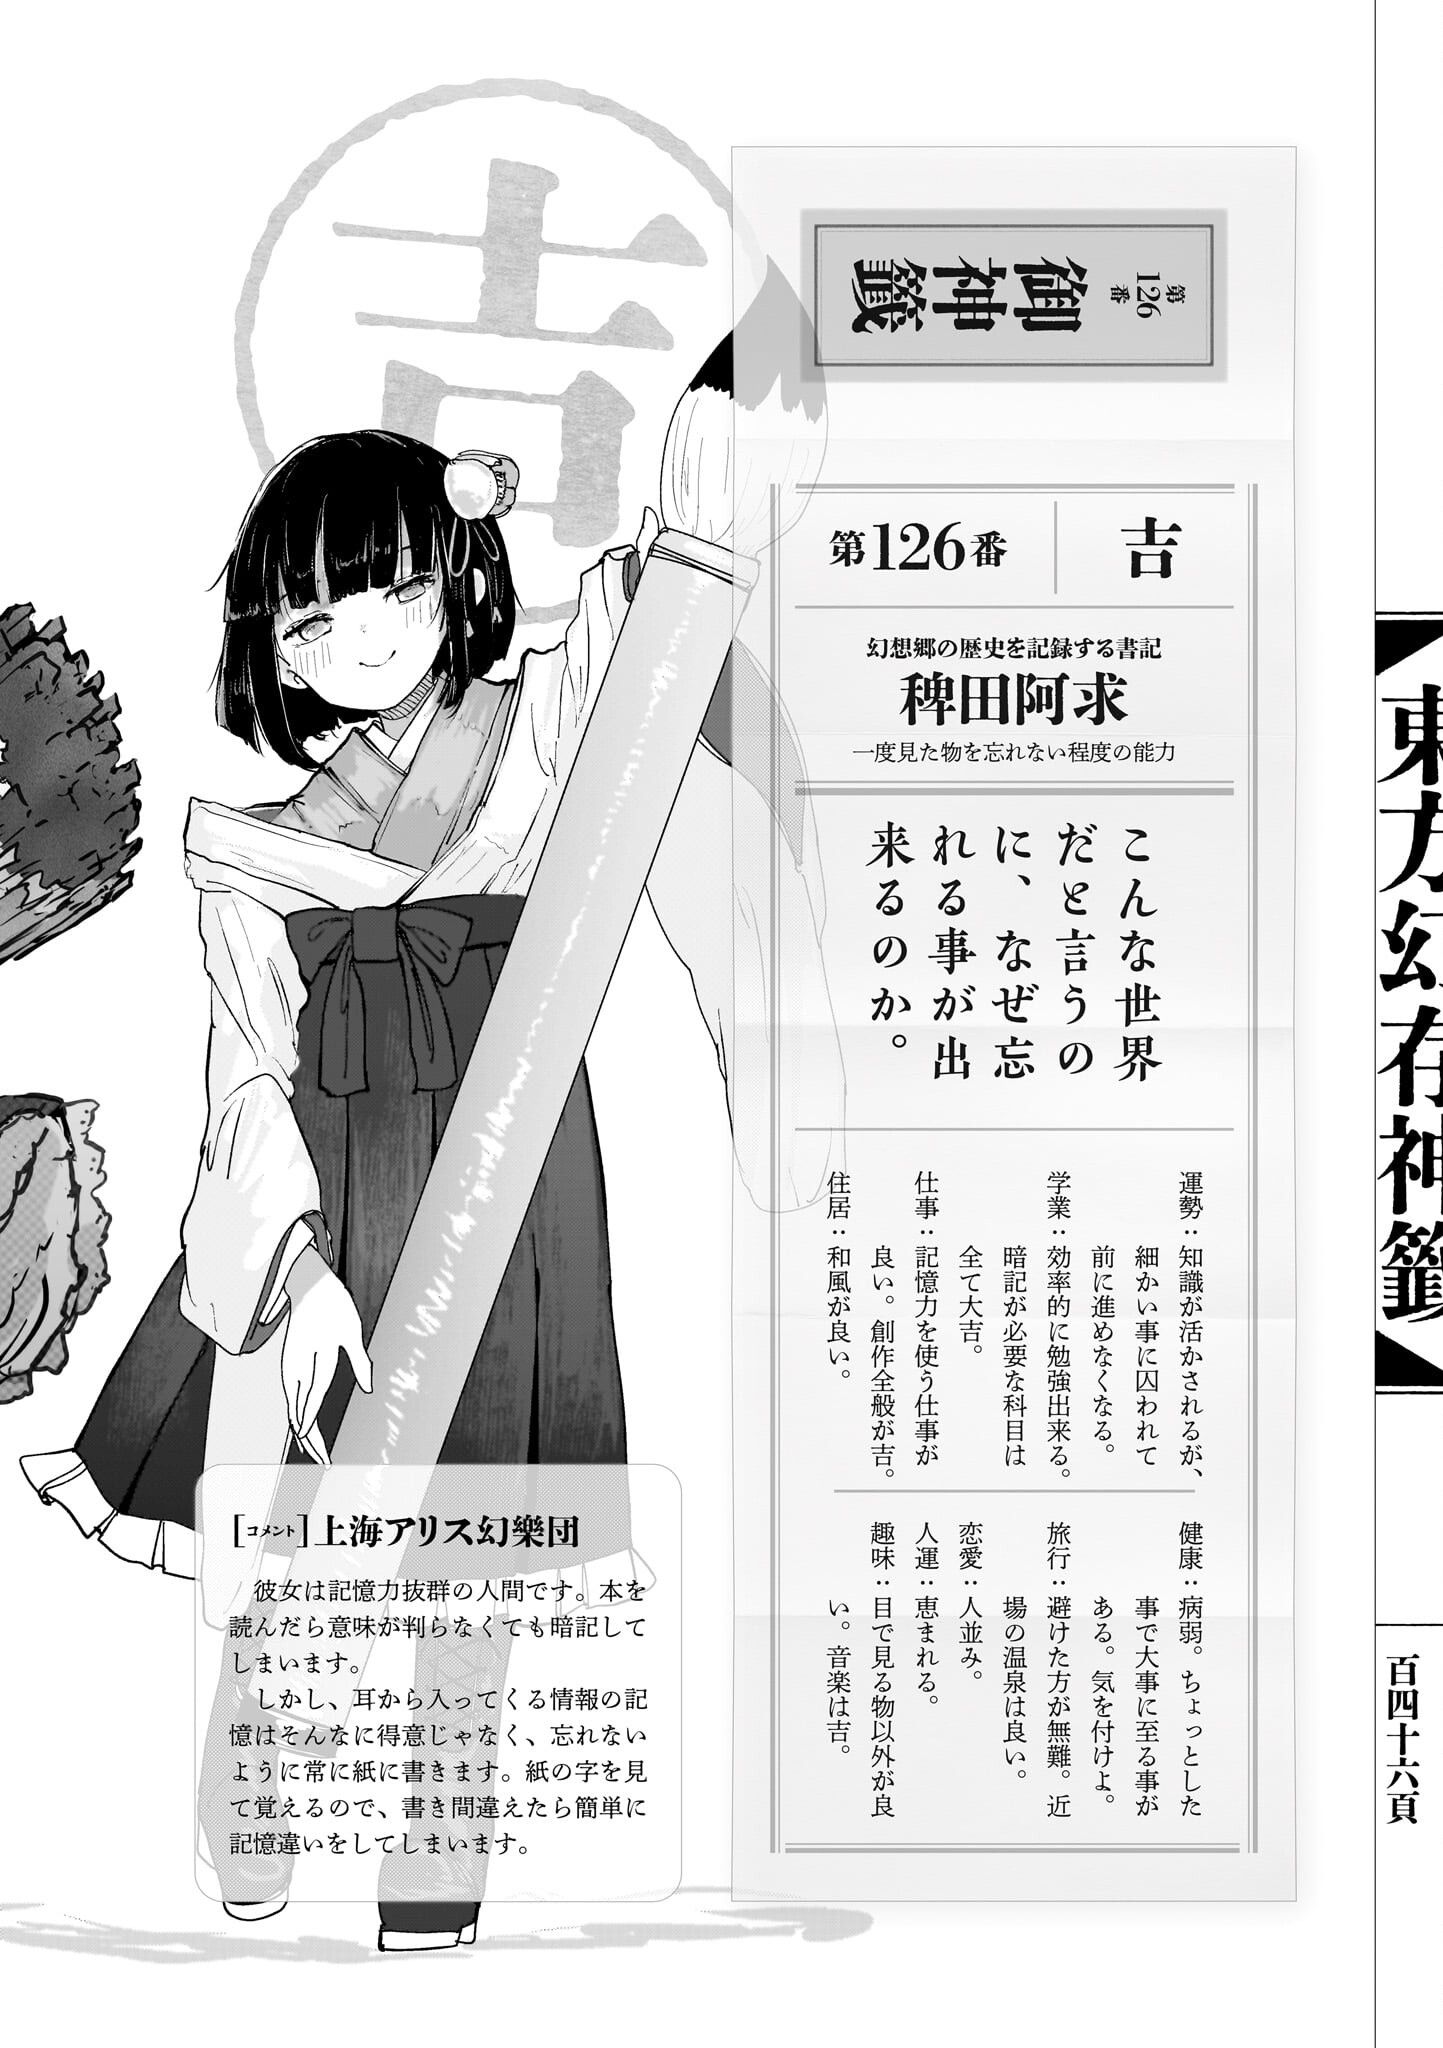 東方幻存神籤
百四十六頁
第126番
御神籤
第126番
吉
幻想郷の歴史を記録する書記
稗田阿求
一度見た物を忘れない程度の能力
こんな世界
だと言うの
に、なぜ忘
れる事が出
来るのか。
運勢：知識が活かされるが、
細かい事に囚われて
前に進めなくなる。
学業：効率的に勉強出来る。
暗記が必要な科目は
全て大吉。
仕事：記憶力を使う仕事が
良い。創作全般が吉。
住居：和風が良い。
健康：病弱。ちょっとした
事で大事に至る事が
ある。気を付けよ。
旅行：避けた方が無難。近
場の温泉は良い。
恋愛：人並み。
人運：恵まれる。
趣味：目で見る物以外が良
い。音楽は吉。
吉
［コメント］上海アリス幻樂団
彼女は記憶力抜群の人間です。本を
読んだら意味が判らなくても暗記して
しまいます。
しかし、耳から入ってくる情報の記
憶はそんなに得意じゃなく、忘れない
ように常に紙に書きます。紙の字を見
て覚えるので、書き間違えたら簡単に
記憶違いをしてしまいます。